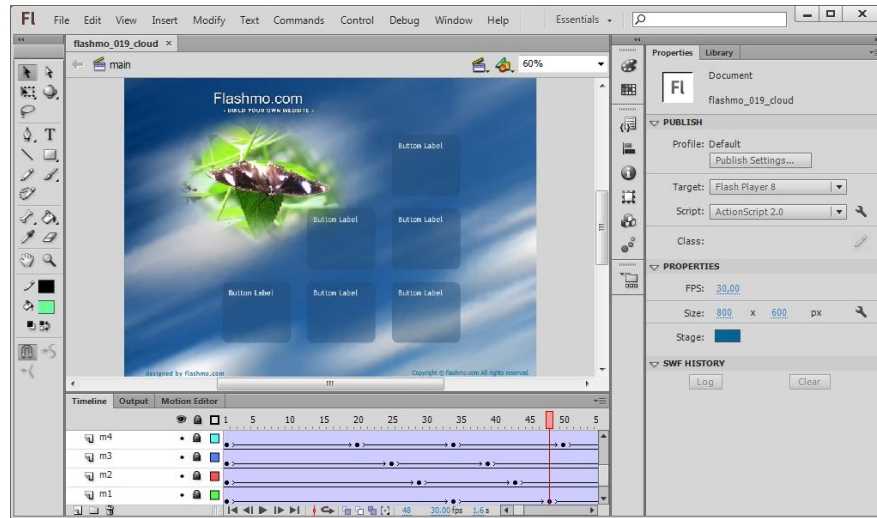 Fl File Edit View Insert Modify Text Commands Control Debug Window Help Essentials
flashmo_019_cloud ×
main 60%
Flashmo.com
- BUILD YOUR OWN WEBSITE -
Button Label
Button Label Button Label
Button Label Button Label Button Label
designed by flashmo.com Copyright © flashmo.com all rights reserved.
Properties Library
Fl
Document
flashmo_019_cloud
PUBLISH
Profile: Default
Publish Settings...
Target: Flash Player 8
Script: ActionScript 2.0
Class:
PROPERTIES
FPS: 30,00
Size: 800 x 600 px
Stage:
SWF HISTORY
Log Clear
Timeline Output Motion Editor
1 5 10 15 20 25 30 35 40 45 50 5
m4
m3
m2
m1
48 30,00 fps 1,6 s